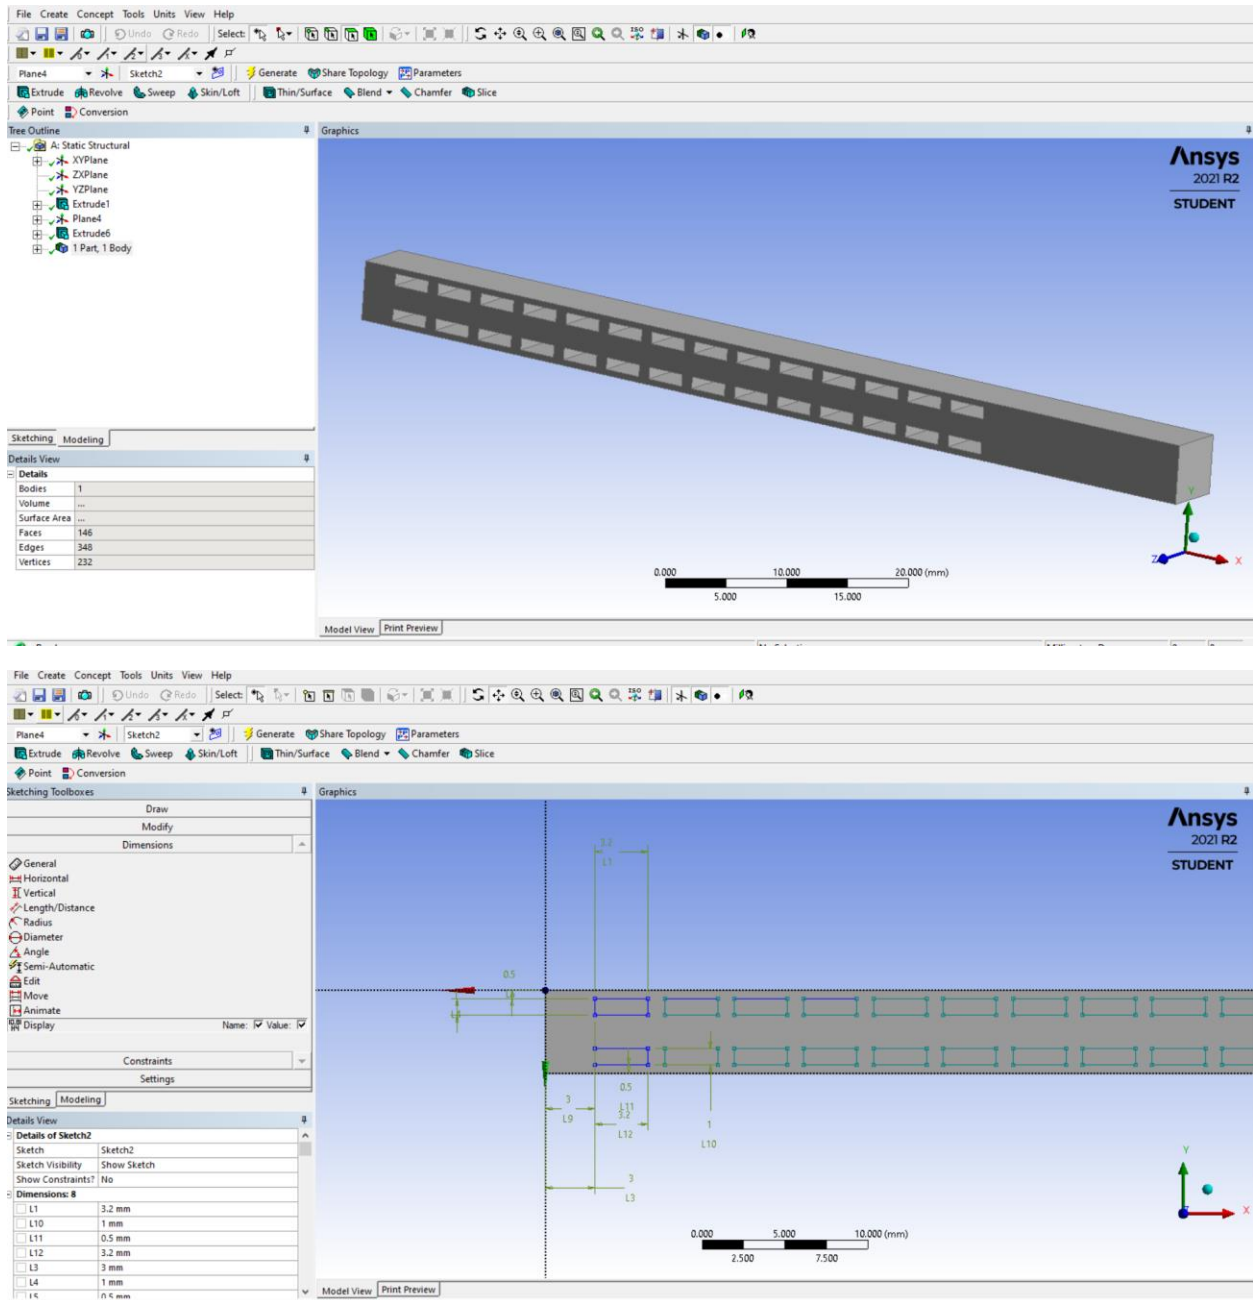 File Create Concept Tools Units View Help
Undo Redo Select:
Plane4 Sketch2 Generate Share Topology Parameters
Extrude Revolve Sweep Skin/Loft Thin/Surface Blend Chamfer Slice
Point Conversion
Tree Outline
A: Static Structural
XYPlane
ZXPlane
YZPlane
Extrude1
Plane4
Extrude6
1 Part, 1 Body
Sketching Modeling
Details View
Details
Bodies 1
Volume ...
Surface Area ...
Faces 146
Edges 348
Vertices 232
Graphics
Ansys
2021 R2
STUDENT
Y
Z X
0.000 10.000 20.000 (mm)
5.000 15.000
Model View Print Preview
File Create Concept Tools Units View Help
Undo Redo Select:
Plane4 Sketch2 Generate Share Topology Parameters
Extrude Revolve Sweep Skin/Loft Thin/Surface Blend Chamfer Slice
Point Conversion
Sketching Toolboxes
Draw
Modify
Dimensions
General
Horizontal
Vertical
Length/Distance
Radius
Diameter
Angle
Semi-Automatic
Edit
Move
Animate
Display Name: Value:
Constraints
Settings
Sketching Modeling
Details View
Details of Sketch2
Sketch Sketch2
Sketch Visibility Show Sketch
Show Constraints? No
Dimensions: 8
L1 3.2 mm
L10 1 mm
L11 0.5 mm
L12 3.2 mm
L3 3 mm
L4 1 mm
L5 0.5 mm
Graphics
Ansys
2021 R2
STUDENT
3.2
L1
0.5
0.5
3 L11
L9 3.2
L12
1
L10
3
L3
Y
X
0.000 5.000 10.000 (mm)
2.500 7.500
Model View Print Preview